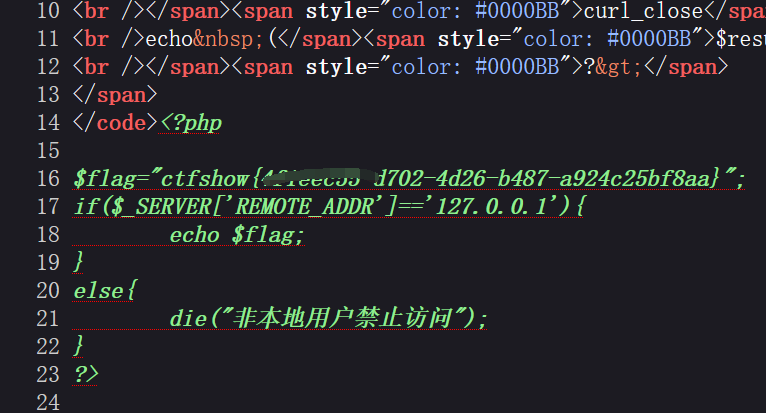 10 <br /></span><span style="color: #0000BB">curl_close</spa
11 <br />echo&nbsp;(</span><span style="color: #0000BB">$resu
12 <br /></span><span style="color: #0000BB">?&gt;</span>
13 </span>
14 </code><?php
15
16 $flag="ctfshow{ d702-4d26-b487-a924c25bf8aa}";
17 if($_SERVER['REMOTE_ADDR']=='127.0.0.1'){
18 echo $flag;
19 }
20 else{
21 die("非本地用户禁止访问");
22 }
23 ?>
24